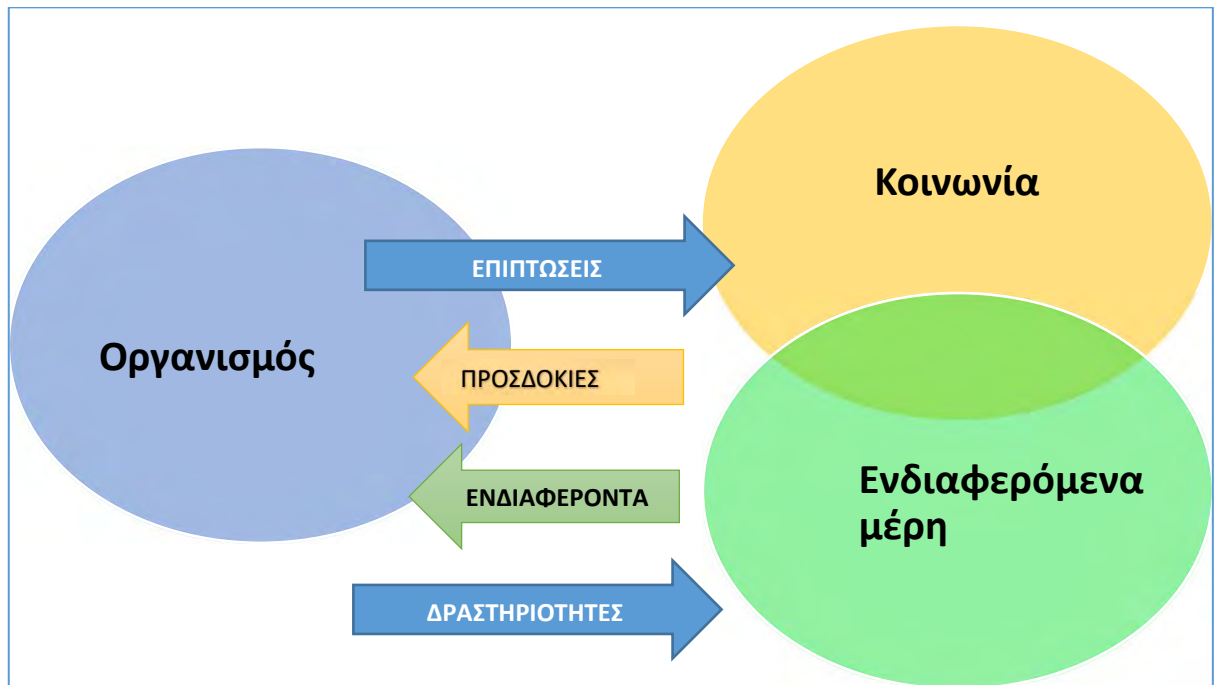 Κοινωνία
ΕΠΙΠΤΩΣΕΙΣ
Οργανισμός
ΠΡΟΣΔΟΚΙΕΣ
ΕΝΔΙΑΦΕΡΟΝΤΑ
Ενδιαφερόμενα
μέρη
ΔΡΑΣΤΗΡΙΟΤΗΤΕΣ